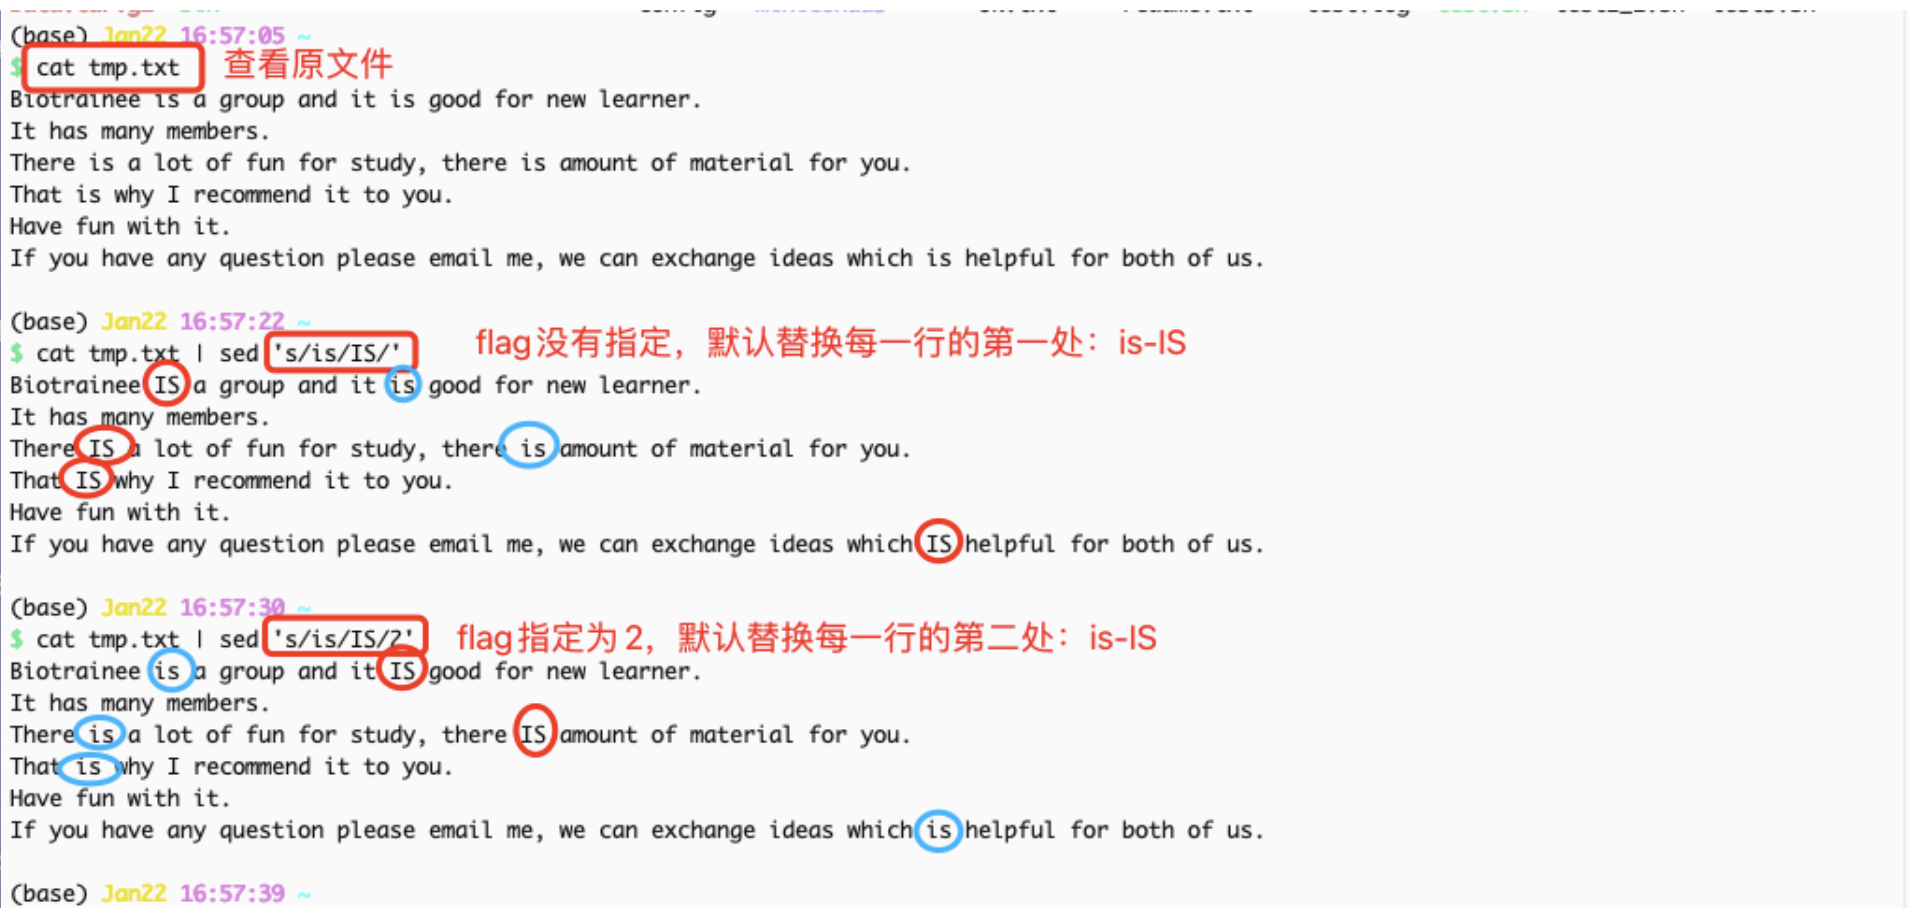 (base) Jan22 16:57:05 ~
$ cat tmp.txt 查看原文件
Biotrainee is a group and it is good for new learner.
It has many members.
There is a lot of fun for study, there is amount of material for you.
That is why I recommend it to you.
Have fun with it.
If you have any question please email me, we can exchange ideas which is helpful for both of us.
(base) Jan22 16:57:22 ~
$ cat tmp.txt | sed 's/is/IS/' flag没有指定，默认替换每一行的第一处：is-IS
Biotrainee IS a group and it is good for new learner.
It has many members.
There IS a lot of fun for study, there is amount of material for you.
That IS why I recommend it to you.
Have fun with it.
If you have any question please email me, we can exchange ideas which IS helpful for both of us.
(base) Jan22 16:57:30 ~
$ cat tmp.txt | sed 's/is/IS/2' flag指定为2，默认替换每一行的第二处：is-IS
Biotrainee is a group and it IS good for new learner.
It has many members.
There is a lot of fun for study, there IS amount of material for you.
That is why I recommend it to you.
Have fun with it.
If you have any question please email me, we can exchange ideas which is helpful for both of us.
(base) Jan22 16:57:39 ~